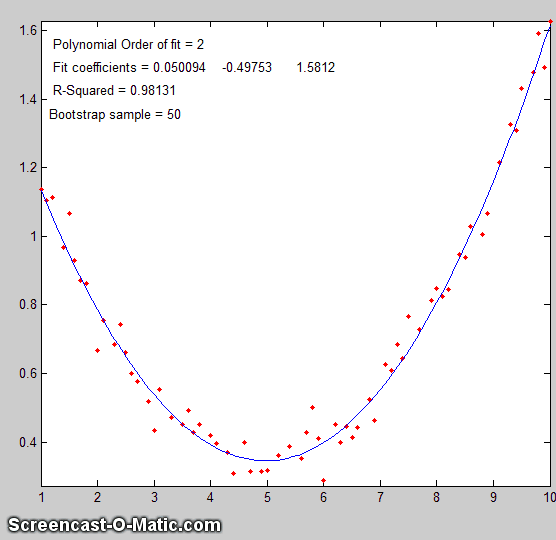 Polynomial Order of fit = 2
Fit coefficients = 0.050094 -0.49753 1.5812
R-Squared = 0.98131
Bootstrap sample = 50
1.6
1.4
1.2
1
0.8
0.6
0.4
1 2 3 4 5 6 7 8 9 10
Screencast-O-Matic.com